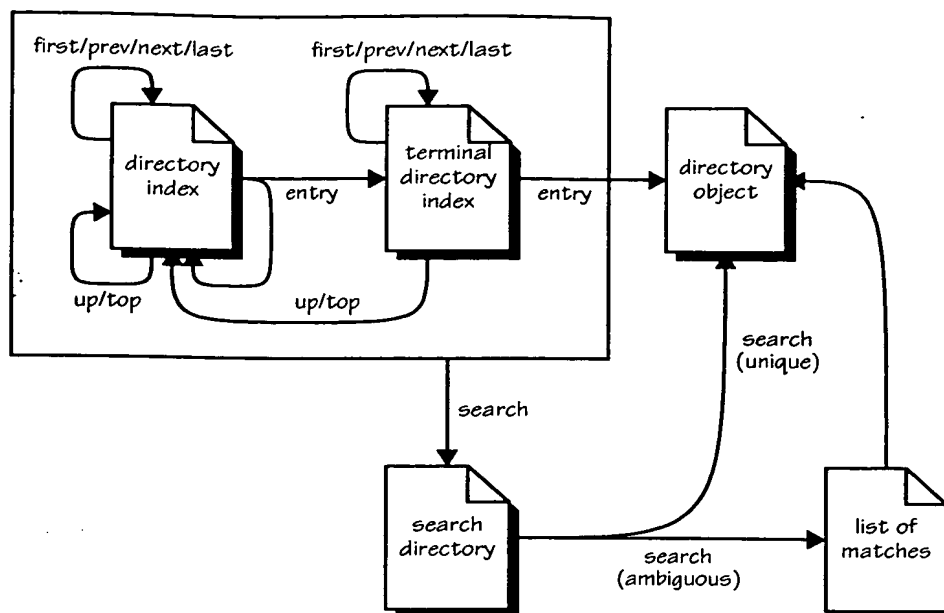 first/prev/next/last
first/prev/next/last
directory
index
entry
terminal
directory
index
entry
directory
object
up/top
up/top
search
(unique)
search
search
directory
search
(ambiguous)
list of
matches